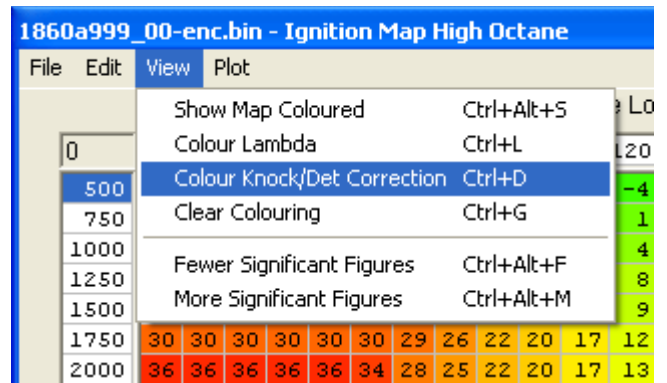 1860a999_00-enc.bin - Ignition Map High Octane
File Edit View Plot
Show Map Coloured Ctrl+Alt+S
Lo
Colour Lambda Ctrl+L
0
120
Colour Knock/Det Correction Ctrl+D
500 -4
Clear Colouring Ctrl+G
750 1
1000 4
Fewer Significant Figures Ctrl+Alt+F
1250 8
More Significant Figures Ctrl+Alt+M
1500 9
1750 30 30 30 30 30 29 26 22 20 17 12
2000 36 36 36 36 36 34 28 25 22 20 17 13